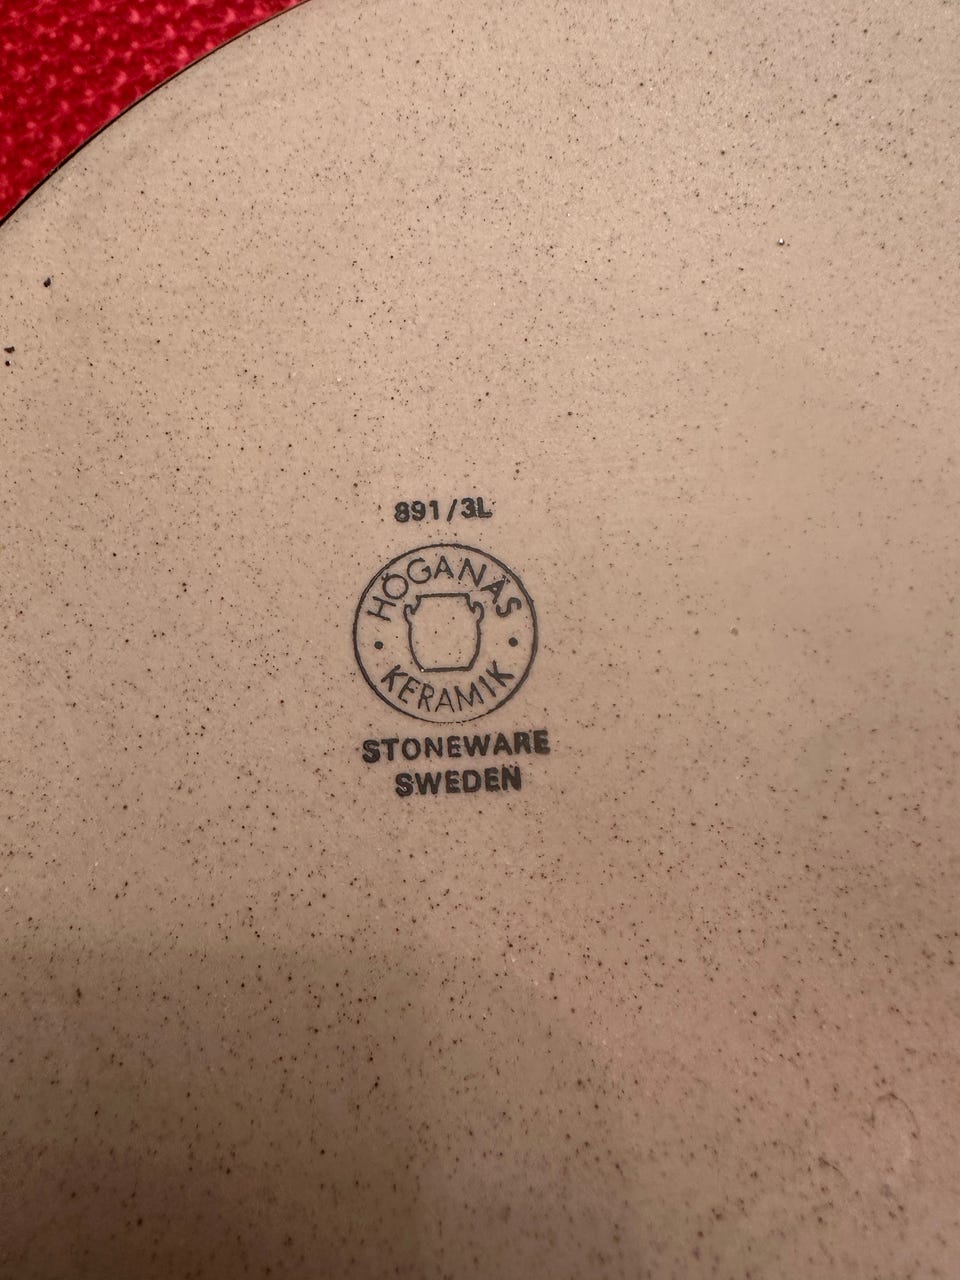 891/3L
HÖGANÄS
KERAMIK
STONEWARE
SWEDEN